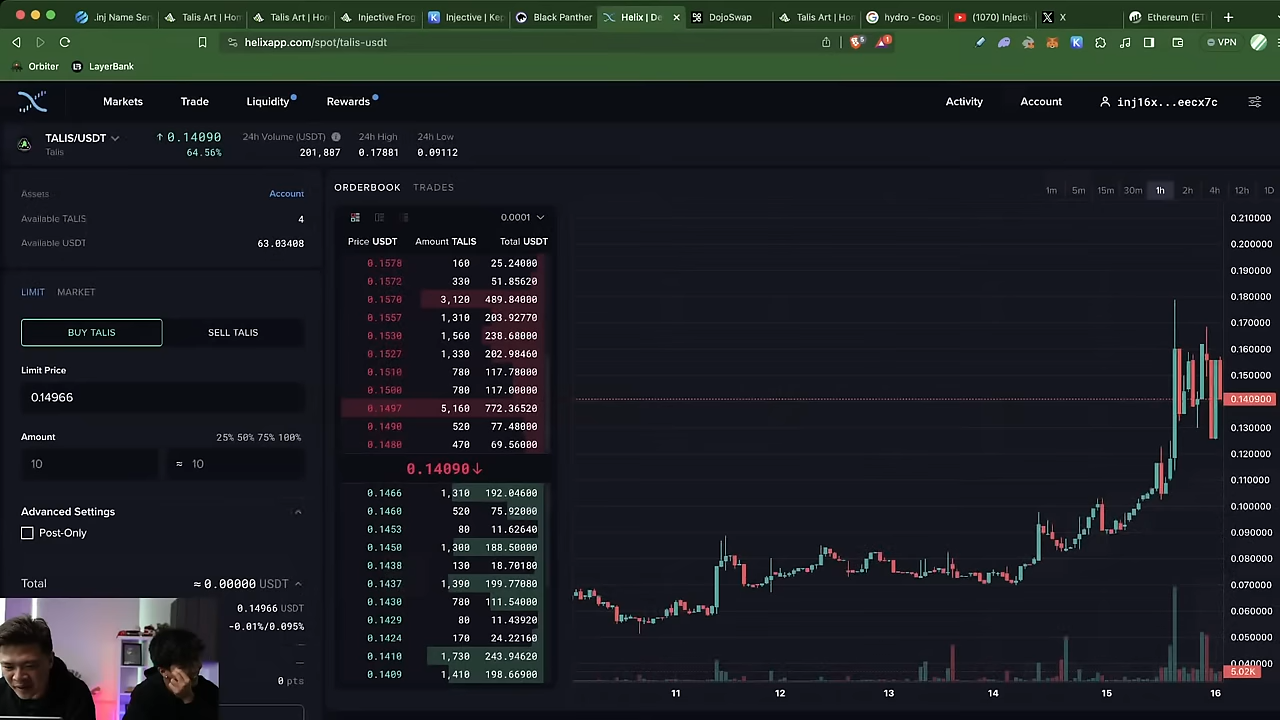 .inj Name Serv
Talis Art | Hom
Talis Art | Hom
Injective Frog
Injective | Kep
Black Panther
Helix | De
DojoSwap
Talis Art | Hom
hydro - Goog
(1070) Injectiv
X
Ethereum (ET
helixapp.com/spot/talis-usdt
5
1
VPN
Orbiter
LayerBank
Markets
Trade
Liquidity
Rewards
Activity
Account
inj16x...eecx7c
TALIS/USDT
Talis
↑ 0.14090
64.56%
24h Volume (USDT)
201,887
24h High
0.17881
24h Low
0.09112
Assets
Account
Available TALIS
4
Available USDT
63.03408
LIMIT MARKET
BUY TALIS
SELL TALIS
Limit Price
0.14966
Amount
25% 50% 75% 100%
10
≈ 10
Advanced Settings
Post-Only
Total
≈ 0.00000 USDT
0.14966 USDT
-0.01%/0.095%
0 pts
ORDERBOOK TRADES
0.0001
Price USDT Amount TALIS Total USDT
0.1578 160 25.24000
0.1572 330 51.85620
0.1570 3,120 489.84000
0.1557 1,310 203.92770
0.1530 1,560 238.68000
0.1527 1,330 202.98460
0.1510 780 117.78000
0.1500 780 117.00000
0.1497 5,160 772.36520
0.1490 520 77.48000
0.1480 470 69.56000
0.14090↓
0.1466 1,310 192.04600
0.1460 520 75.92000
0.1453 80 11.62640
0.1450 1,300 188.50000
0.1438 130 18.70180
0.1437 1,390 199.77080
0.1430 780 111.54000
0.1429 80 11.43920
0.1424 170 24.22160
0.1410 1,730 243.94620
0.1409 1,410 198.66900
1m 5m 15m 30m 1h 2h 4h 12h 1D
0.210000
0.200000
0.190000
0.180000
0.170000
0.160000
0.150000
0.140900
0.130000
0.120000
0.110000
0.100000
0.090000
0.080000
0.070000
0.060000
0.050000
0.040000
5.02K
11 12 13 14 15 16